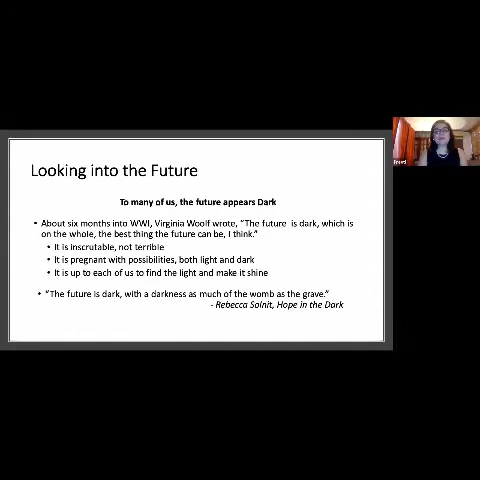 Looking into the Future
To many of us, the future appears Dark
• About six months into WWI, Virginia Woolf wrote, “The future is dark, which is
on the whole, the best thing the future can be, I think.”
• It is inscrutable, not terrible
• It is pregnant with possibilities, both light and dark
• It is up to each of us to find the light and make it shine
• “The future is dark, with a darkness as much of the womb as the grave.”
- Rebecca Solnit, Hope in the Dark